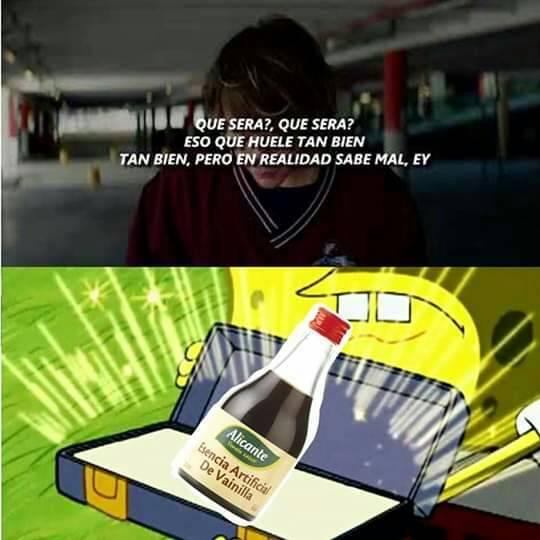 QUE SERA?, QUE SERA?
ESO QUE HUELE TAN BIEN
TAN BIEN, PERO EN REALIDAD SABE MAL, EY
Alicante
Esencia Artificial
De Vainilla